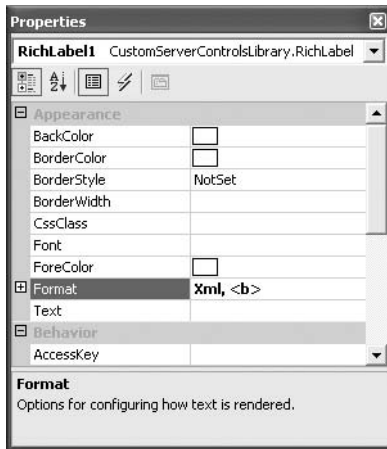 Properties
RichLabel1 CustomServerControlsLibrary.RichLabel
Appearance
BackColor
BorderColor
BorderStyle NotSet
BorderWidth
CssClass
Font
ForeColor
Format Xml, <b>
Text
Behavior
AccessKey
Format
Options for configuring how text is rendered.